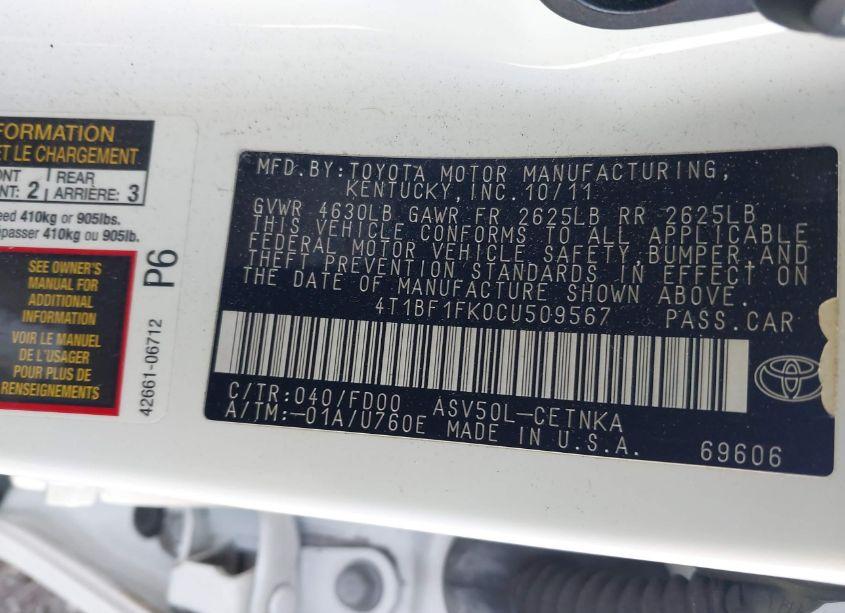 FORMATION
ET LE CHARGEMENT
ONT
NT: 2
REAR
ARRIÈRE: 3
eed 410kg or 905lbs.
épasser 410kg ou 905lb.
SEE OWNER'S
MANUAL FOR
ADDITIONAL
INFORMATION
VOIR LE MANUEL
DE L'USAGER
POUR PLUS DE
RENSEIGNEMENTS
42661-06712 P6
MFD.BY:TOYOTA MOTOR MANUFACTURING,
KENTUCKY,INC.10/11
GVWR 4630LB GAWR FR 2625LB RR 2625LB
THIS VEHICLE CONFORMS TO ALL APPLICABLE
FEDERAL MOTOR VEHICLE SAFETY,BUMPER,AND
THEFT PREVENTION STANDARDS IN EFFECT ON
THE DATE OF MANUFACTURE SHOWN ABOVE.
4T1BF1FK0CU509567 PASS.CAR
C/TR:040/FD00 ASV50L-CETNKA
A/TM:-01A/U760E MADE IN U.S.A.
69606